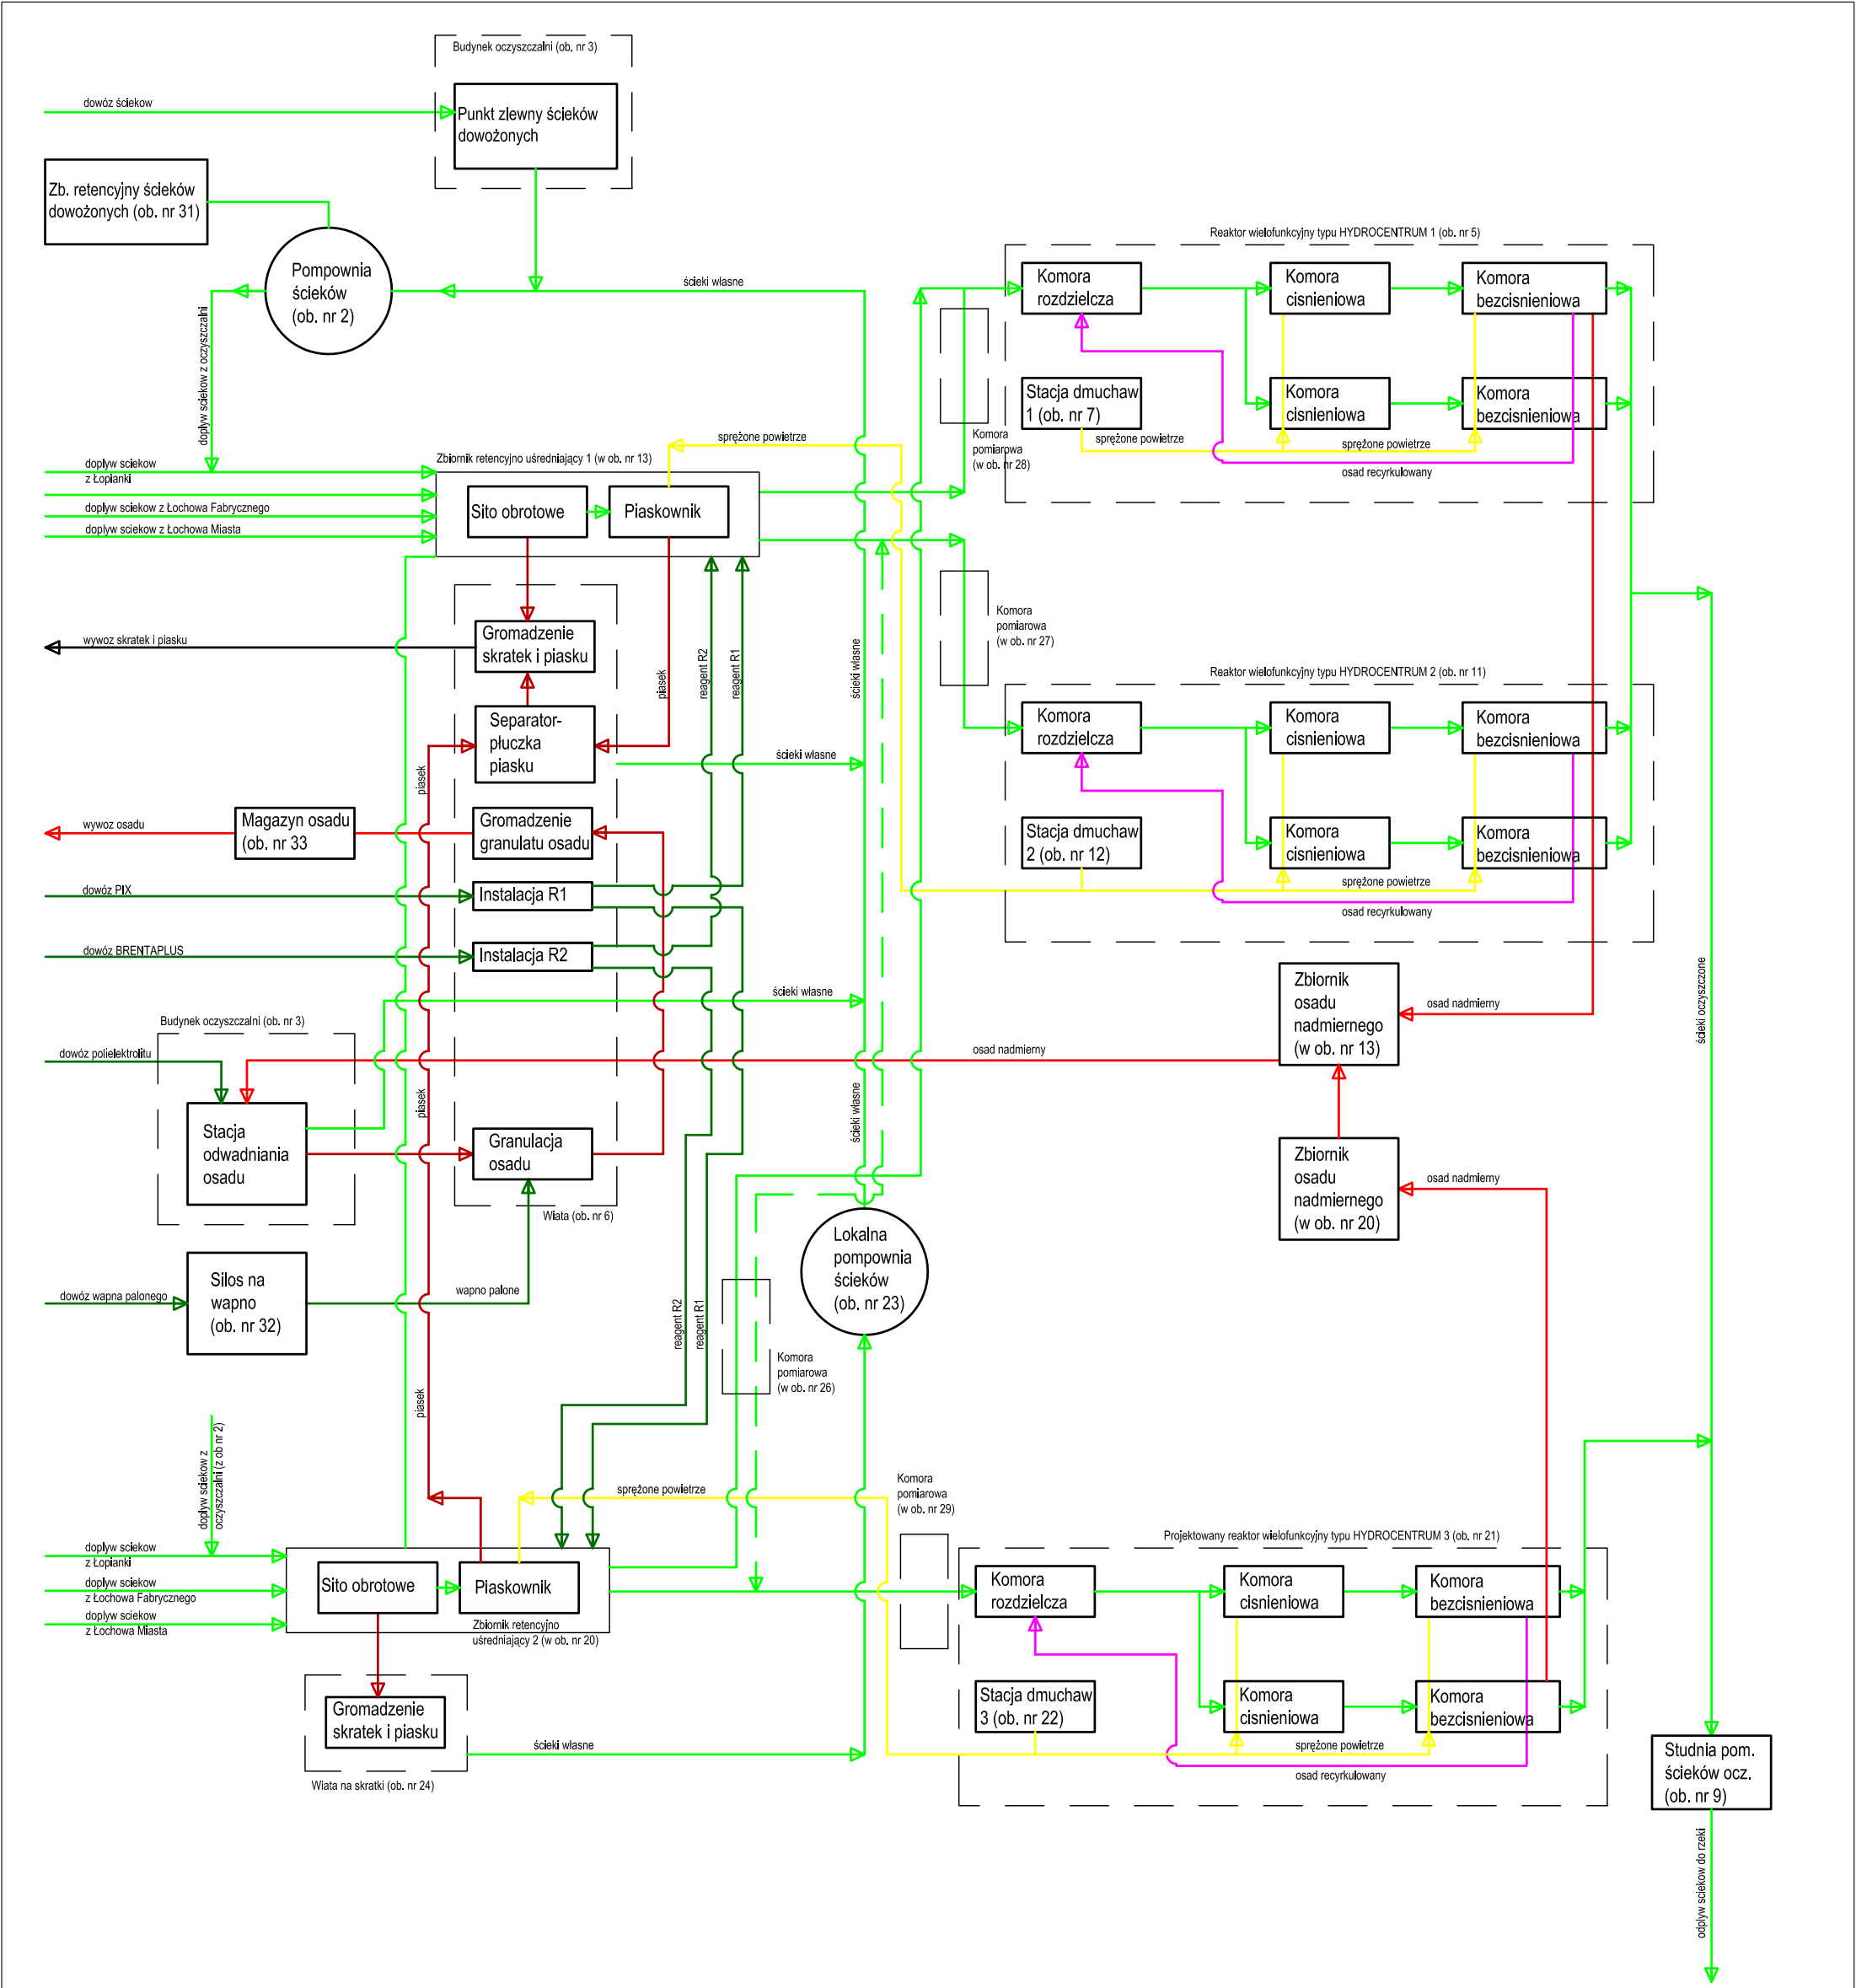 Budynek oczyszczalni (ob. nr 3)
dowóz ściekow
Punkt zlewny ścieków
dowożonych
Zb. retencyjny ścieków
dowożonych (ob. nr 31)
Pompownia
ścieków
(ob. nr 2)
ścieki własne
dopływ sciekow z oczyszczalni
Reaktor wielofunkcyjny typu HYDROCENTRUM 1 (ob. nr 5)
Komora
rozdzielcza
Komora
cisnieniowa
Komora
bezcisnieniowa
Stacja dmuchaw
1 (ob. nr 7)
Komora
cisnieniowa
Komora
bezcisnieniowa
sprężone powietrze
sprężone powietrze
osad recyrkulowany
Komora
pomiarowa
(w ob. nr 28)
sprężone powietrze
Zbiornik retencyjno uśredniający 1 (w ob. nr 13)
dopływ sciekow
z Łopianki
dopływ sciekow z Łochowa Fabrycznego
dopływ sciekow z Łochowa Miasta
Sito obrotowe
Piaskownik
Komora
pomiarowa
(w ob. nr 27)
wywoz skratek i piasku
Gromadzenie
skratek i piasku
piasek
reagent R2
reagent R1
ścieki własne
Separator-
płuczka
piasku
piasek
ścieki własne
Reaktor wielofunkcyjny typu HYDROCENTRUM 2 (ob. nr 11)
Komora
rozdzielcza
Komora
cisnieniowa
Komora
bezcisnieniowa
Stacja dmuchaw
2 (ob. nr 12)
Komora
cisnieniowa
Komora
bezcisnieniowa
sprężone powietrze
osad recyrkulowany
wywoz osadu
Magazyn osadu
(ob. nr 33
Gromadzenie
granulatu osadu
dowóz PIX
Instalacja R1
dowóz BRENTAPLUS
Instalacja R2
ścieki własne
Zbiornik
osadu
nadmiernego
(w ob. nr 13)
osad nadmierny
ścieki oczyszczone
Budynek oczyszczalni (ob. nr 3)
dowóz polielektrolitu
osad nadmierny
Stacja
odwadniania
osadu
piasek
Granulacja
osadu
ścieki własne
Zbiornik
osadu
nadmiernego
(w ob. nr 20)
osad nadmierny
Wiata (ob. nr 6)
Lokalna
pompownia
ścieków
(ob. nr 23)
dowóz wapna palonego
Silos na
wapno
(ob. nr 32)
wapno palone
reagent R2
reagent R1
Komora
pomiarowa
(w ob. nr 26)
piasek
dopływ sciekow z
oczyszczalni (z ob nr 2)
sprężone powietrze
Komora
pomiarowa
(w ob. nr 29)
dopływ sciekow
z Łopianki
dopływ sciekow
z Łochowa Fabrycznego
dopływ sciekow
z Łochowa Miasta
Sito obrotowe
Piaskownik
Zbiornik retencyjno
uśredniający 2 (w ob. nr 20)
Projektowany reaktor wielofunkcyjny typu HYDROCENTRUM 3 (ob. nr 21)
Komora
rozdzielcza
Komora
cisnieniowa
Komora
bezcisnieniowa
Stacja dmuchaw
3 (ob. nr 22)
Komora
cisnieniowa
Komora
bezcisnieniowa
sprężone powietrze
osad recyrkulowany
Gromadzenie
skratek i piasku
ścieki własne
Wiata na skratki (ob. nr 24)
Studnia pom.
ścieków ocz.
(ob. nr 9)
odpływ sciekow do rzeki